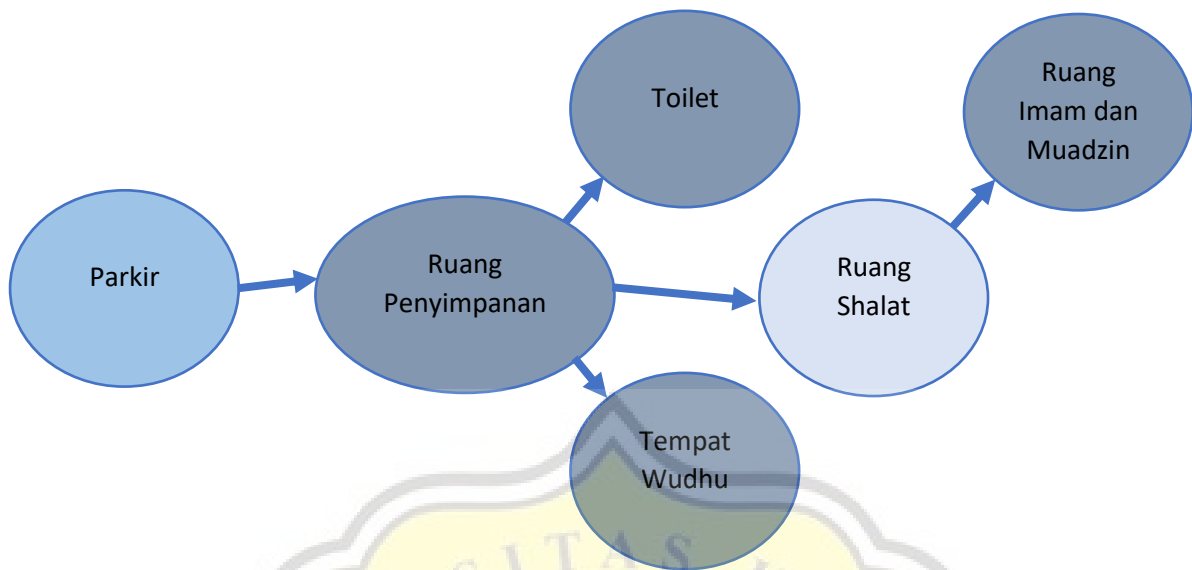 Toilet
Ruang
Imam dan
Muadzin
Parkir
Ruang
Penyimpanan
Ruang
Shalat
Tempat
Wudhu